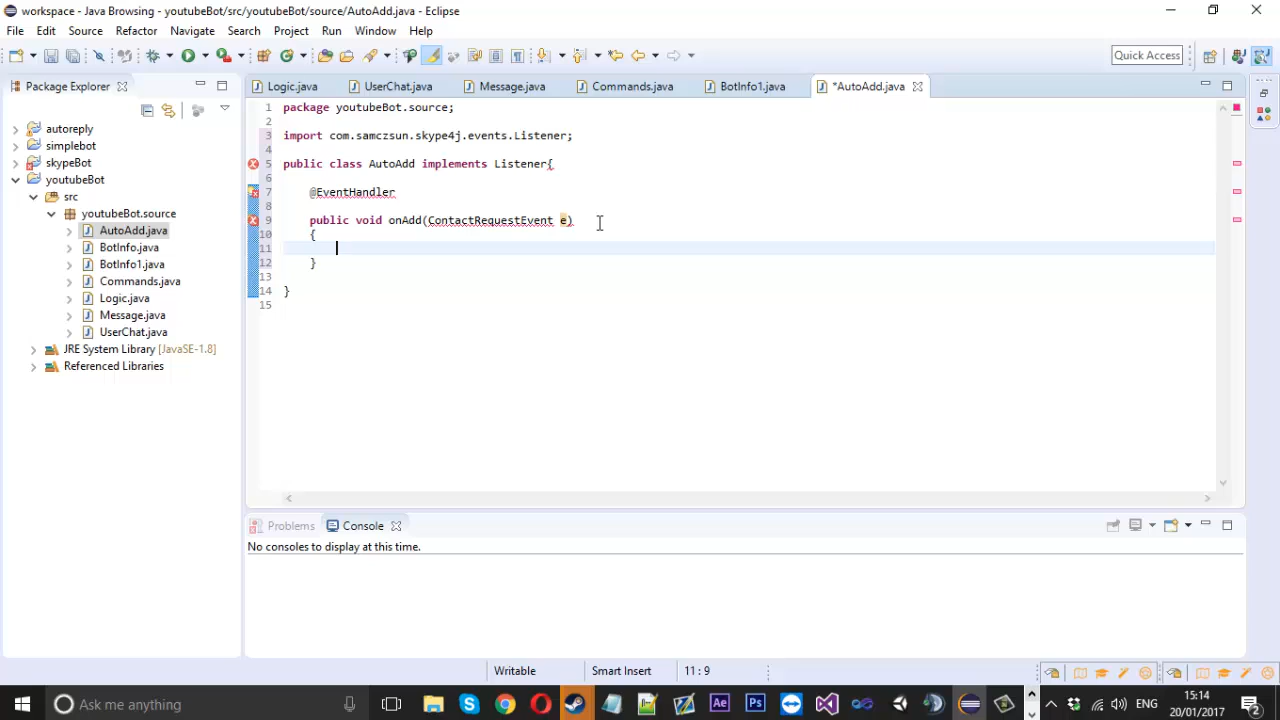 workspace - Java Browsing - youtubeBot/src/youtubeBot/source/AutoAdd.java - Eclipse
File Edit Source Refactor Navigate Search Project Run Window Help
Quick Access
Package Explorer
Logic.java UserChat.java Message.java Commands.java BotInfo1.java *AutoAdd.java
autoreply
simplebot
skypeBot
youtubeBot
src
youtubeBot.source
AutoAdd.java
BotInfo.java
BotInfo1.java
Commands.java
Logic.java
Message.java
UserChat.java
JRE System Library [JavaSE-1.8]
Referenced Libraries
1 package youtubeBot.source;
2
3 import com.samczsun.skype4j.events.Listener;
4
5 public class AutoAdd implements Listener{
6
7 @EventHandler
8
9 public void onAdd(ContactRequestEvent e)
10 {
11
12 }
13
14 }
15
Problems Console
No consoles to display at this time.
Writable Smart Insert 11 : 9
Ask me anything
Ae Ps
ENG
15:14
20/01/2017
2